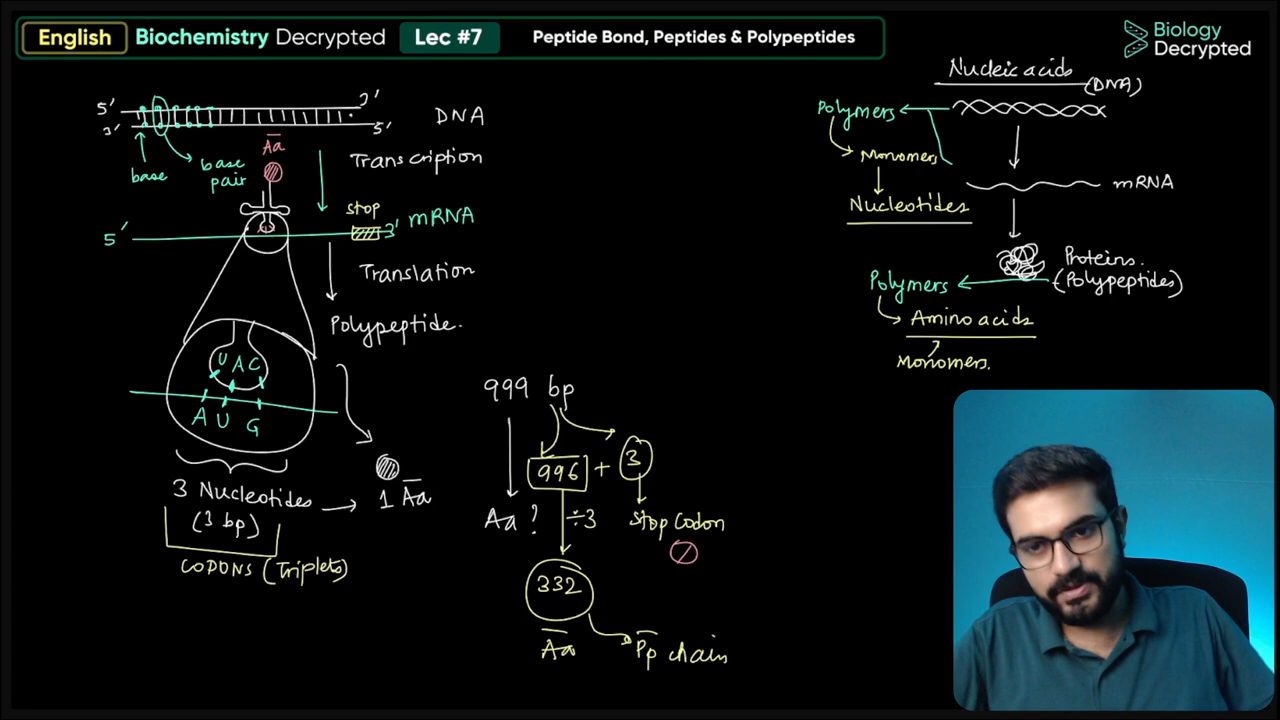 English Biochemistry Decrypted Lec #7 Peptide Bond, Peptides & Polypeptides
Biology
Decrypted
5' 3'
3' 5'
DNA
base
base
pair
Aa
Transcription
stop
5' 3' mRNA
Translation
Polypeptide.
U A C
A U G
3 Nucleotides → 1 Aa
(3 bp)
CODONS (Triplets)
999 bp
996 + 3
Aa ? ÷3 Stop Codon
332
Aa Pp chain
Nucleic acids
(DNA)
Polymers
Monomers
Nucleotides
mRNA
Proteins.
(Polypeptides)
Polymers
Amino acids
Monomers.